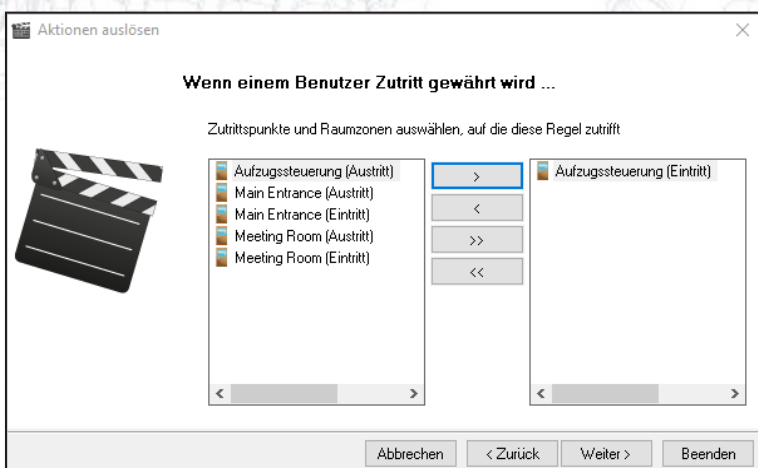 Aktionen auslösen
Wenn einem Benutzer Zutritt gewährt wird ...
Zutrittspunkte und Raumzonen auswählen, auf die diese Regel zutrifft
Aufzugssteuerung (Austritt)
Main Entrance (Austritt)
Main Entrance (Eintritt)
Meeting Room (Austritt)
Meeting Room (Eintritt)
>
<
>>
<<
Aufzugssteuerung (Eintritt)
Abbrechen
< Zurück
Weiter >
Beenden